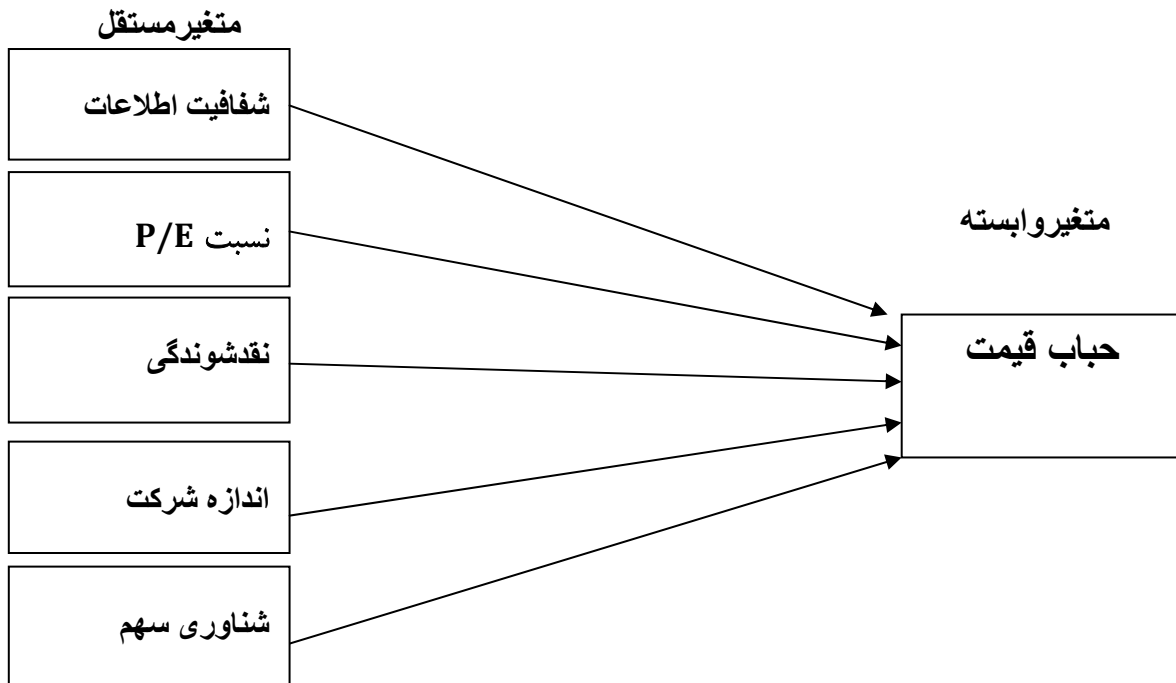 متغیرمستقل
شفافیت اطلاعات
نسبت P/E
متغیروابسته
نقدشوندگی
حباب قیمت
اندازه شرکت
شناوری سهم